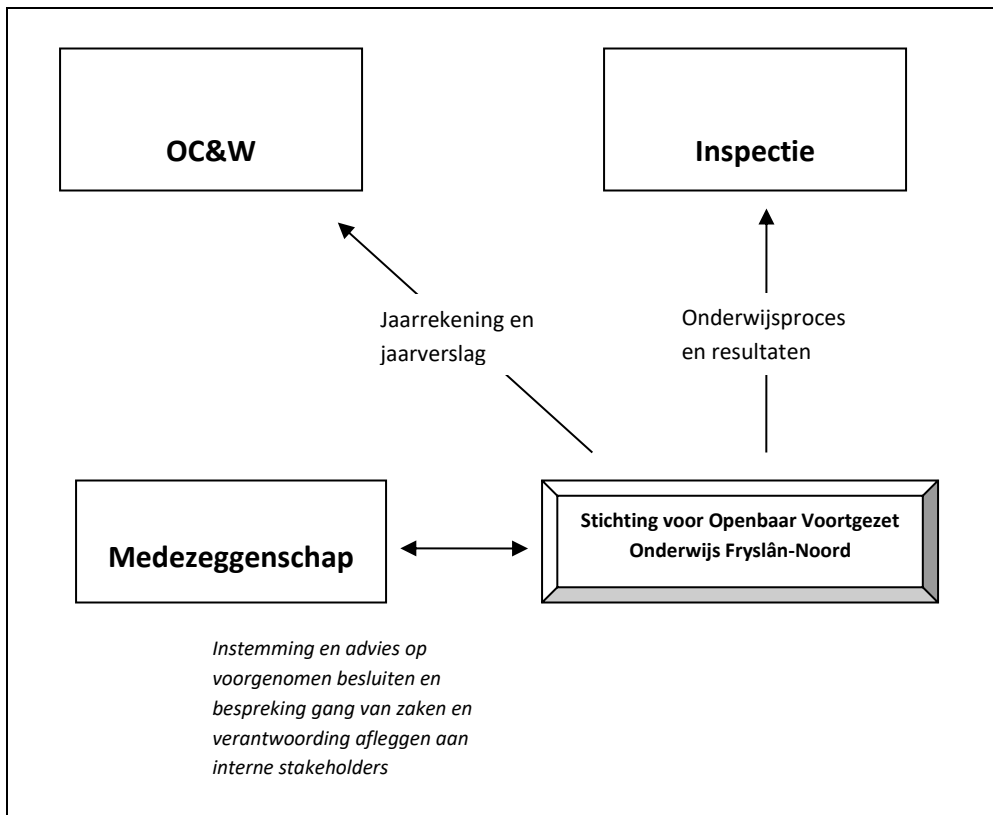 OC&W
Inspectie
Jaarrekening en
jaarverslag
Onderwijsproces
en resultaten
Medezeggenschap
Stichting voor Openbaar Voortgezet
Onderwijs Fryslân-Noord
Instemming en advies op
voorgenomen besluiten en
bespreking gang van zaken en
verantwoording afleggen aan
interne stakeholders